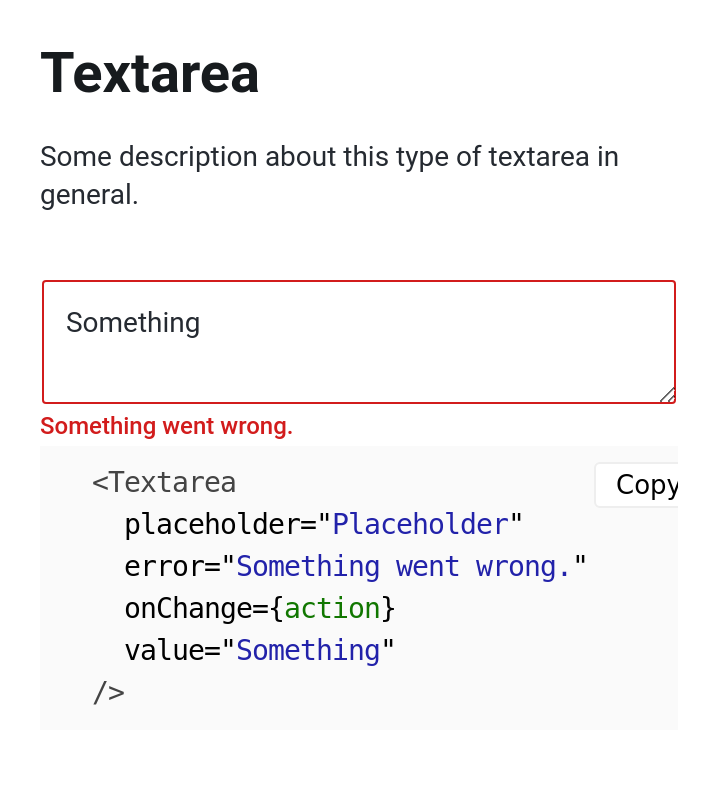 Textarea
Some description about this type of textarea in
general.
Something
Something went wrong.
<Textarea
Copy
placeholder="Placeholder"
error="Something went wrong."
onChange={action}
value="Something"
/>